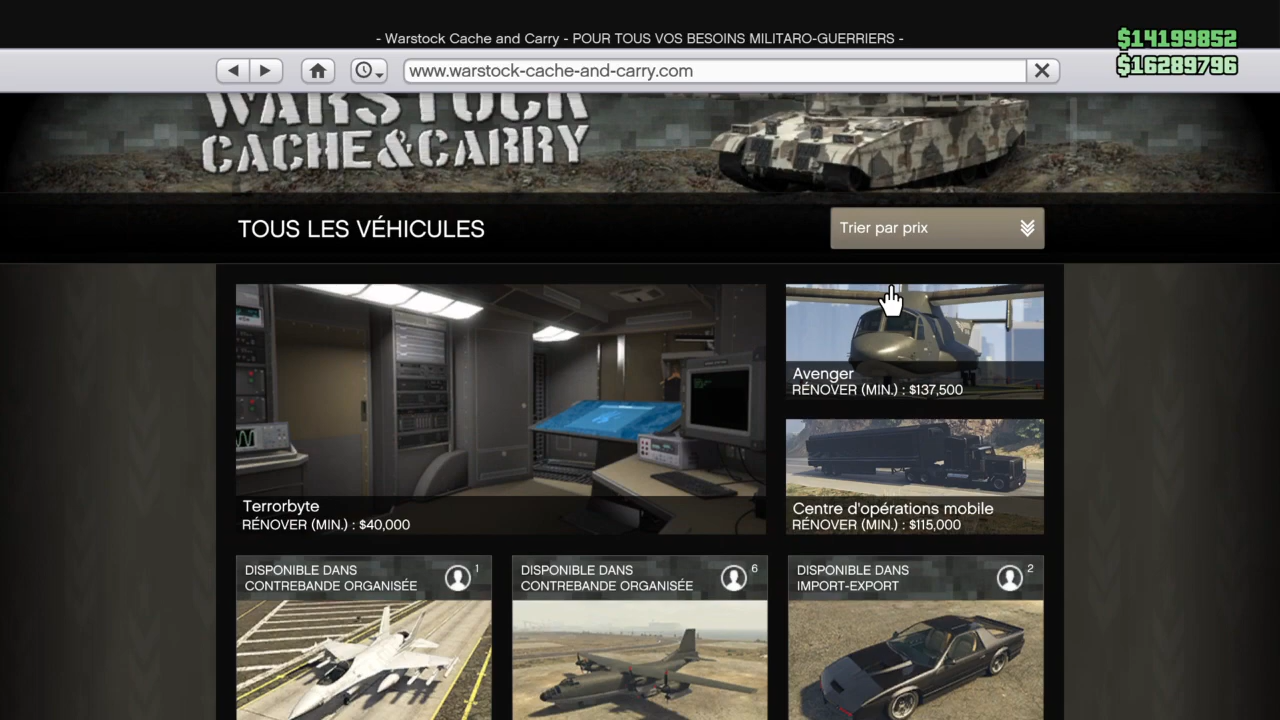 - Warstock Cache and Carry - POUR TOUS VOS BESOINS MILITARO-GUERRIERS -
$14199852
$16289796
www.warstock-cache-and-carry.com
WARSTOCK
CACHE&CARRY
TOUS LES VÉHICULES
Trier par prix
Terrorbyte
RÉNOVER (MIN.) : $40,000
Avenger
RÉNOVER (MIN.) : $137,500
Centre d'opérations mobile
RÉNOVER (MIN.) : $115,000
DISPONIBLE DANS
CONTREBANDE ORGANISÉE
1
DISPONIBLE DANS
CONTREBANDE ORGANISÉE
6
DISPONIBLE DANS
IMPORT-EXPORT
2